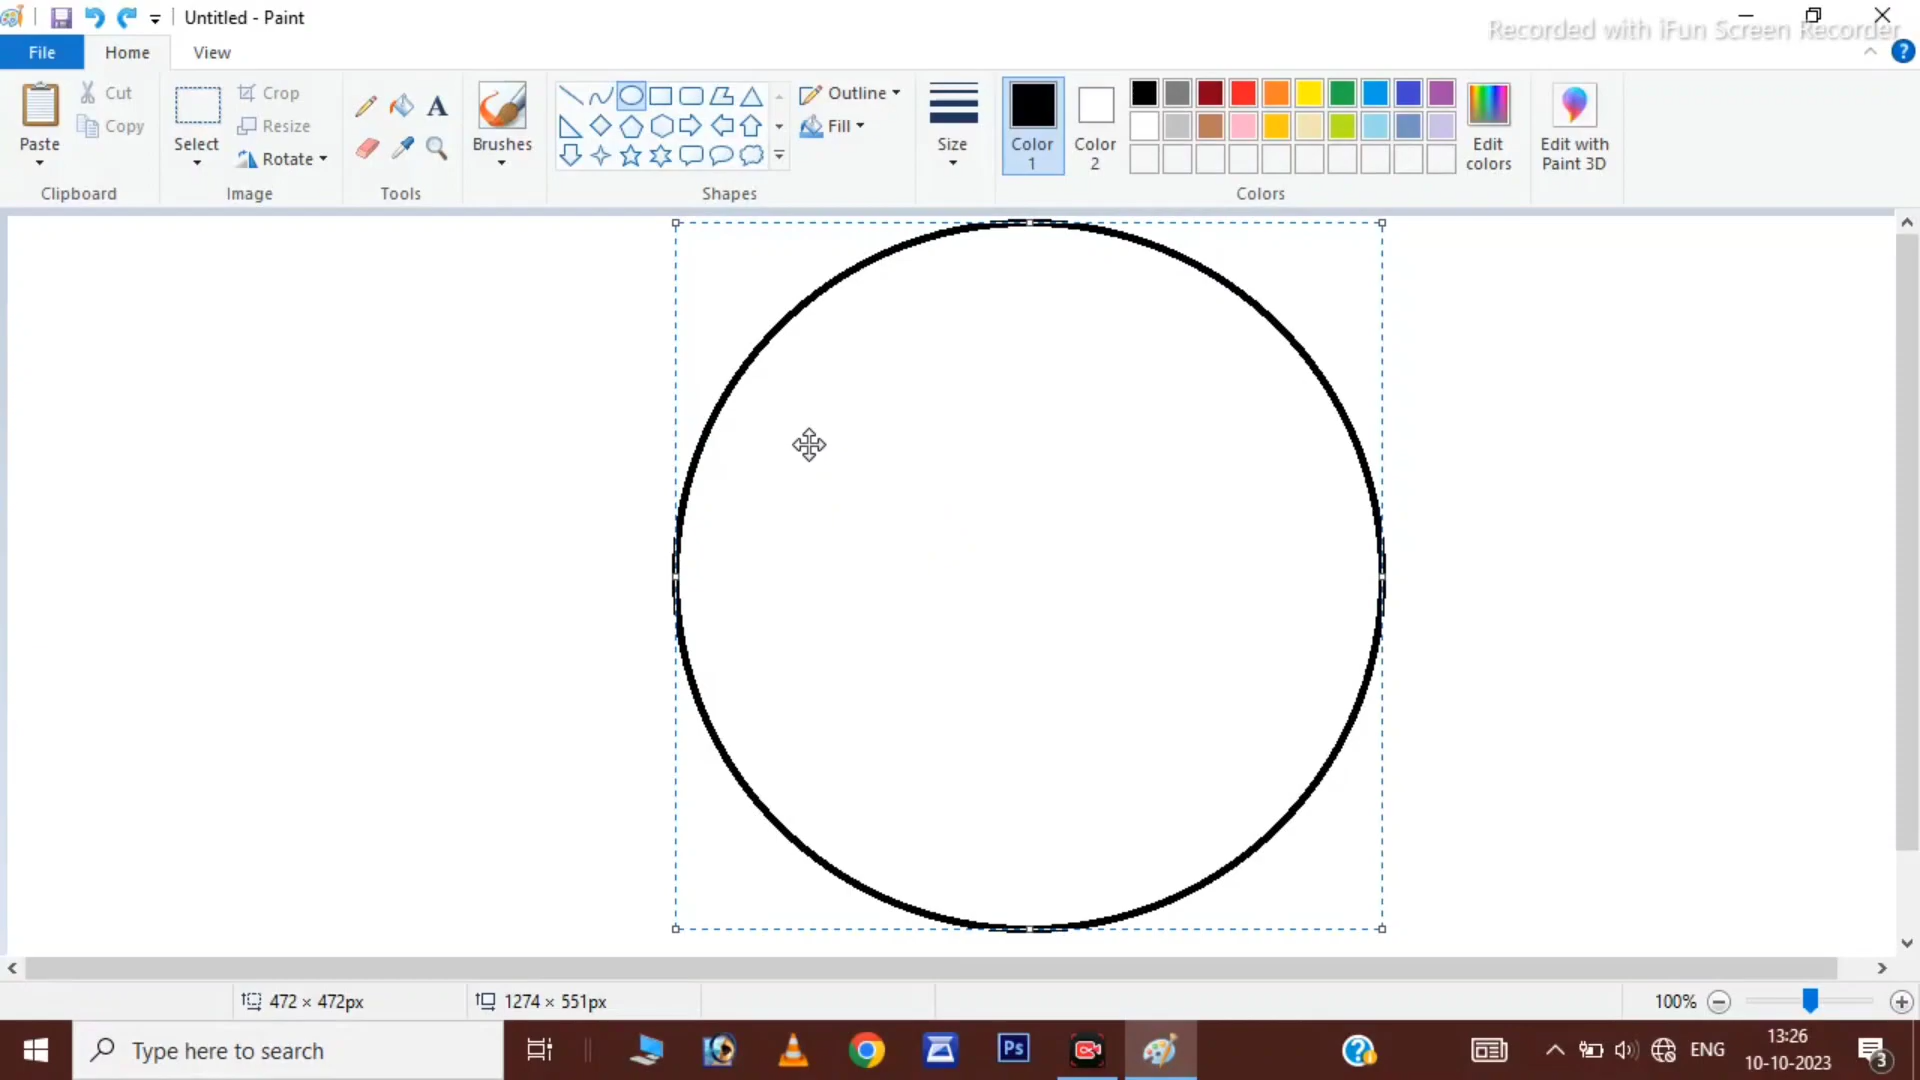 Untitled - Paint
Recorded with iFun Screen Recorder
File
Home
View
Paste
Cut
Copy
Clipboard
Select
Crop
Resize
Rotate
Image
A
Tools
Brushes
Outline
Fill
Shapes
Size
Color
1
Color
2
Edit
colors
Colors
Edit with
Paint 3D
?
472 × 472px
1274 × 551px
100%
Type here to search
Ps
?
ENG
13:26
10-10-2023
3